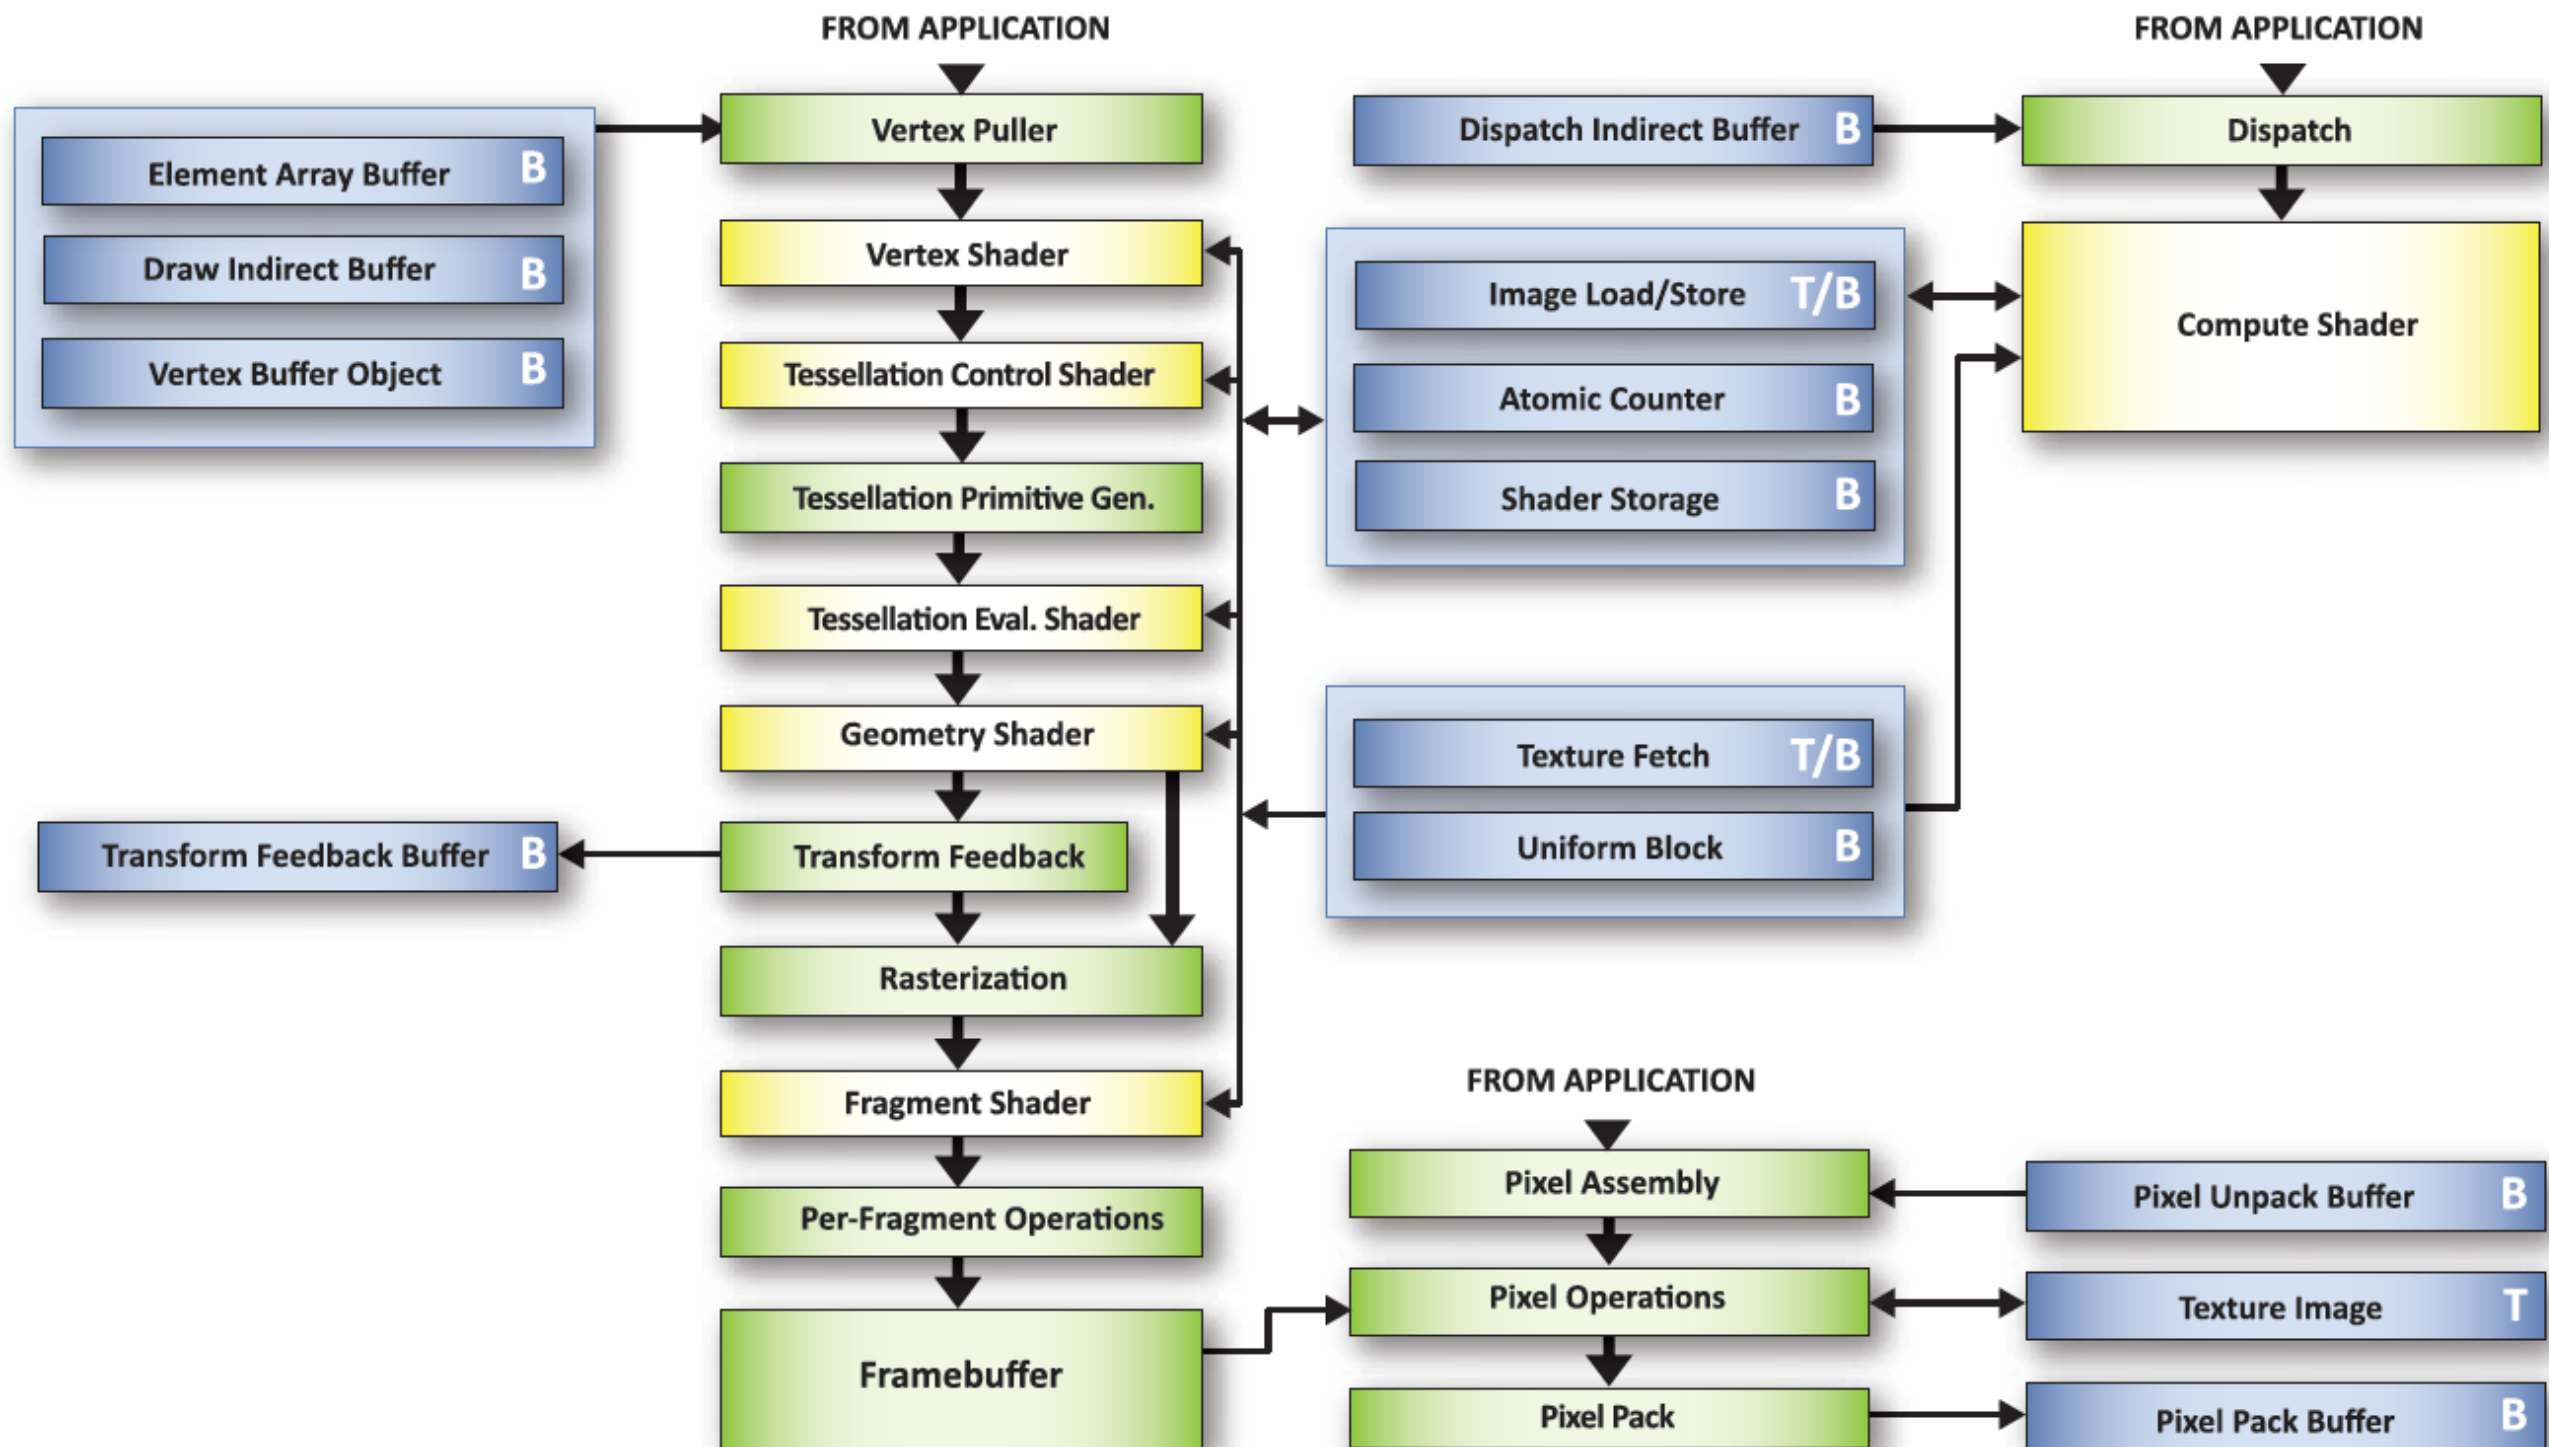 FROM APPLICATION
FROM APPLICATION
Vertex Puller
Dispatch Indirect Buffer B
Dispatch
Element Array Buffer B
Draw Indirect Buffer B
Vertex Buffer Object B
Vertex Shader
Tessellation Control Shader
Tessellation Primitive Gen.
Tessellation Eval. Shader
Geometry Shader
Transform Feedback Buffer B
Transform Feedback
Rasterization
Fragment Shader
Per-Fragment Operations
Framebuffer
Image Load/Store T/B
Atomic Counter B
Shader Storage B
Compute Shader
Texture Fetch T/B
Uniform Block B
FROM APPLICATION
Pixel Assembly
Pixel Unpack Buffer B
Pixel Operations
Texture Image T
Pixel Pack
Pixel Pack Buffer B